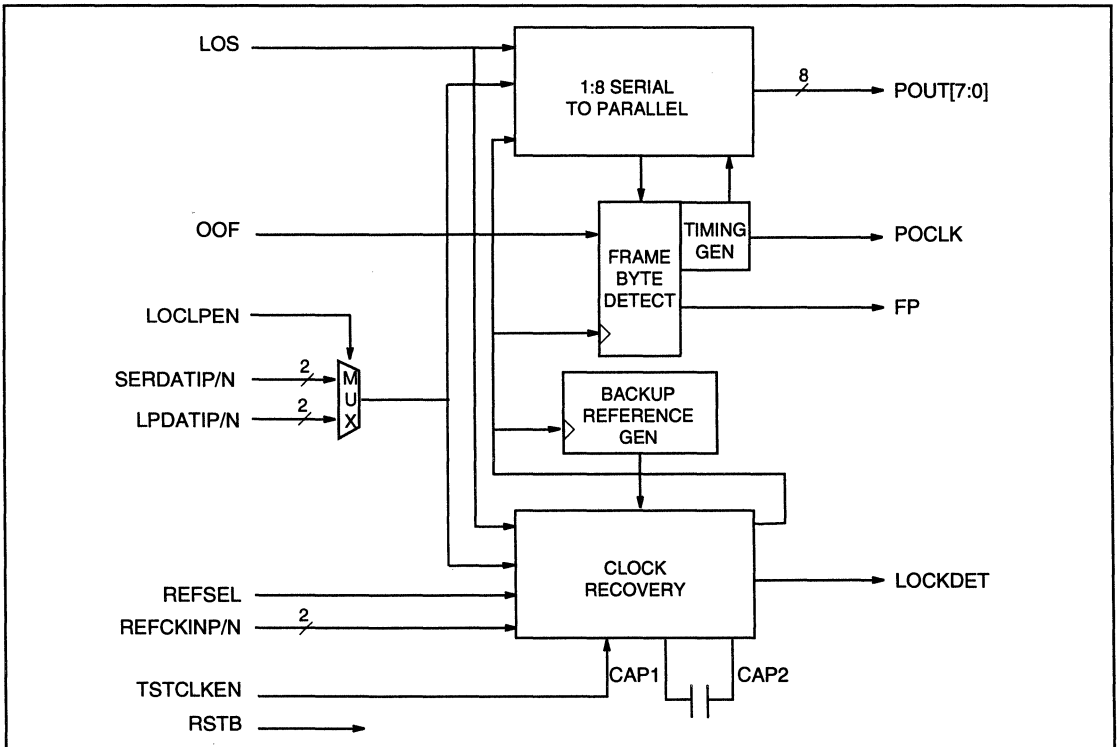 LOS
1:8 SERIAL
TO PARALLEL
8
POUT[7:0]
OOF
FRAME
BYTE
DETECT
TIMING
GEN
POCLK
FP
LOCLPEN
SERDATIP/N
2
LPDATIP/N
2
MUX
BACKUP
REFERENCE
GEN
CLOCK
RECOVERY
LOCKDET
REFSEL
REFCKINP/N
2
TSTCLKEN
CAP1
CAP2
RSTB